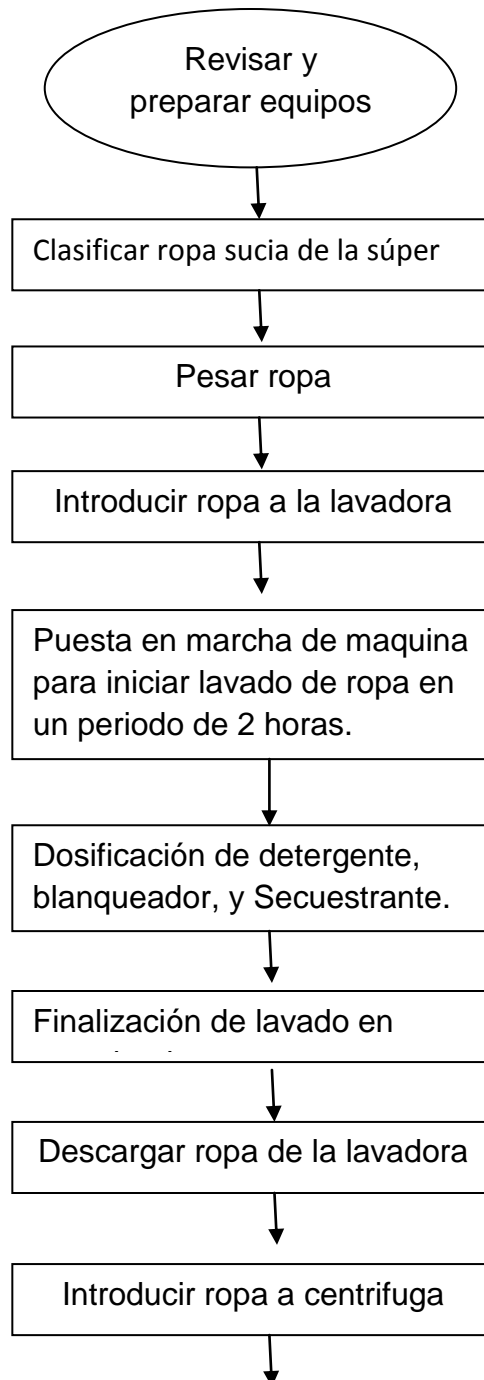 Revisar y
preparar equipos
Clasificar ropa sucia de la súper
Pesar ropa
Introducir ropa a la lavadora
Puesta en marcha de maquina
para iniciar lavado de ropa en
un periodo de 2 horas.
Dosificación de detergente,
blanqueador, y Secuestrante.
Finalización de lavado en
Descargar ropa de la lavadora
Introducir ropa a centrifuga